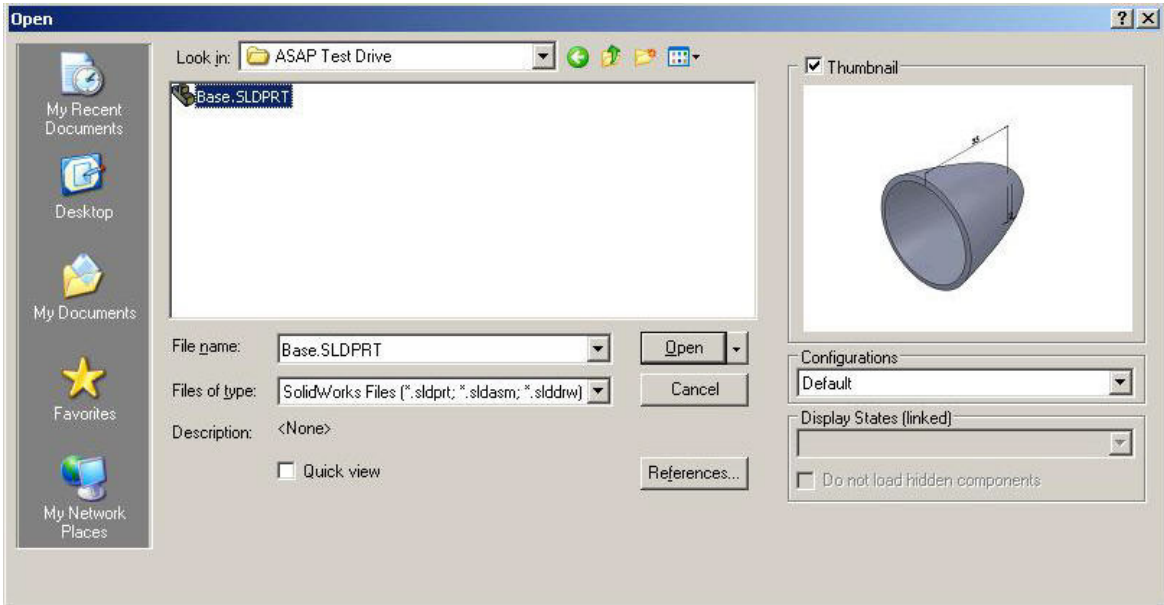 Open
Look in: ASAP Test Drive
My Recent
Documents
Desktop
My Documents
Favorites
My Network
Places
Base.SLDPRT
File name: Base.SLDPRT
Open
Files of type: SolidWorks Files (*.sldprt; *.sldasm; *.slddrw)
Cancel
Description: <None>
Quick view
References...
Thumbnail
Configurations
Default
Display States (linked)
Do not load hidden components